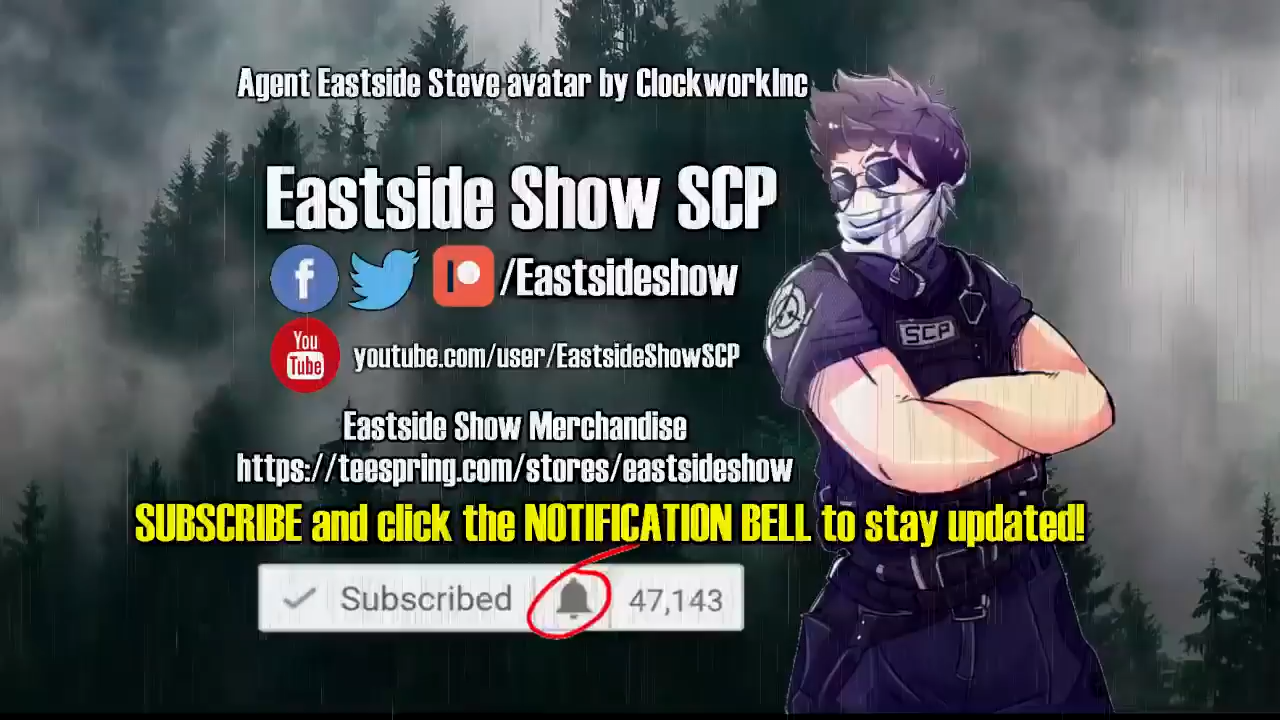 Agent Eastside Steve avatar by ClockworkInc
Eastside Show SCP
f /Eastsideshow
You Tube youtube.com/user/EastsideShowSCP
SCP
Eastside Show Merchandise
https://teespring.com/stores/eastsideshow
SUBSCRIBE and click the NOTIFICATION BELL to stay updated!
Subscribed 47,143